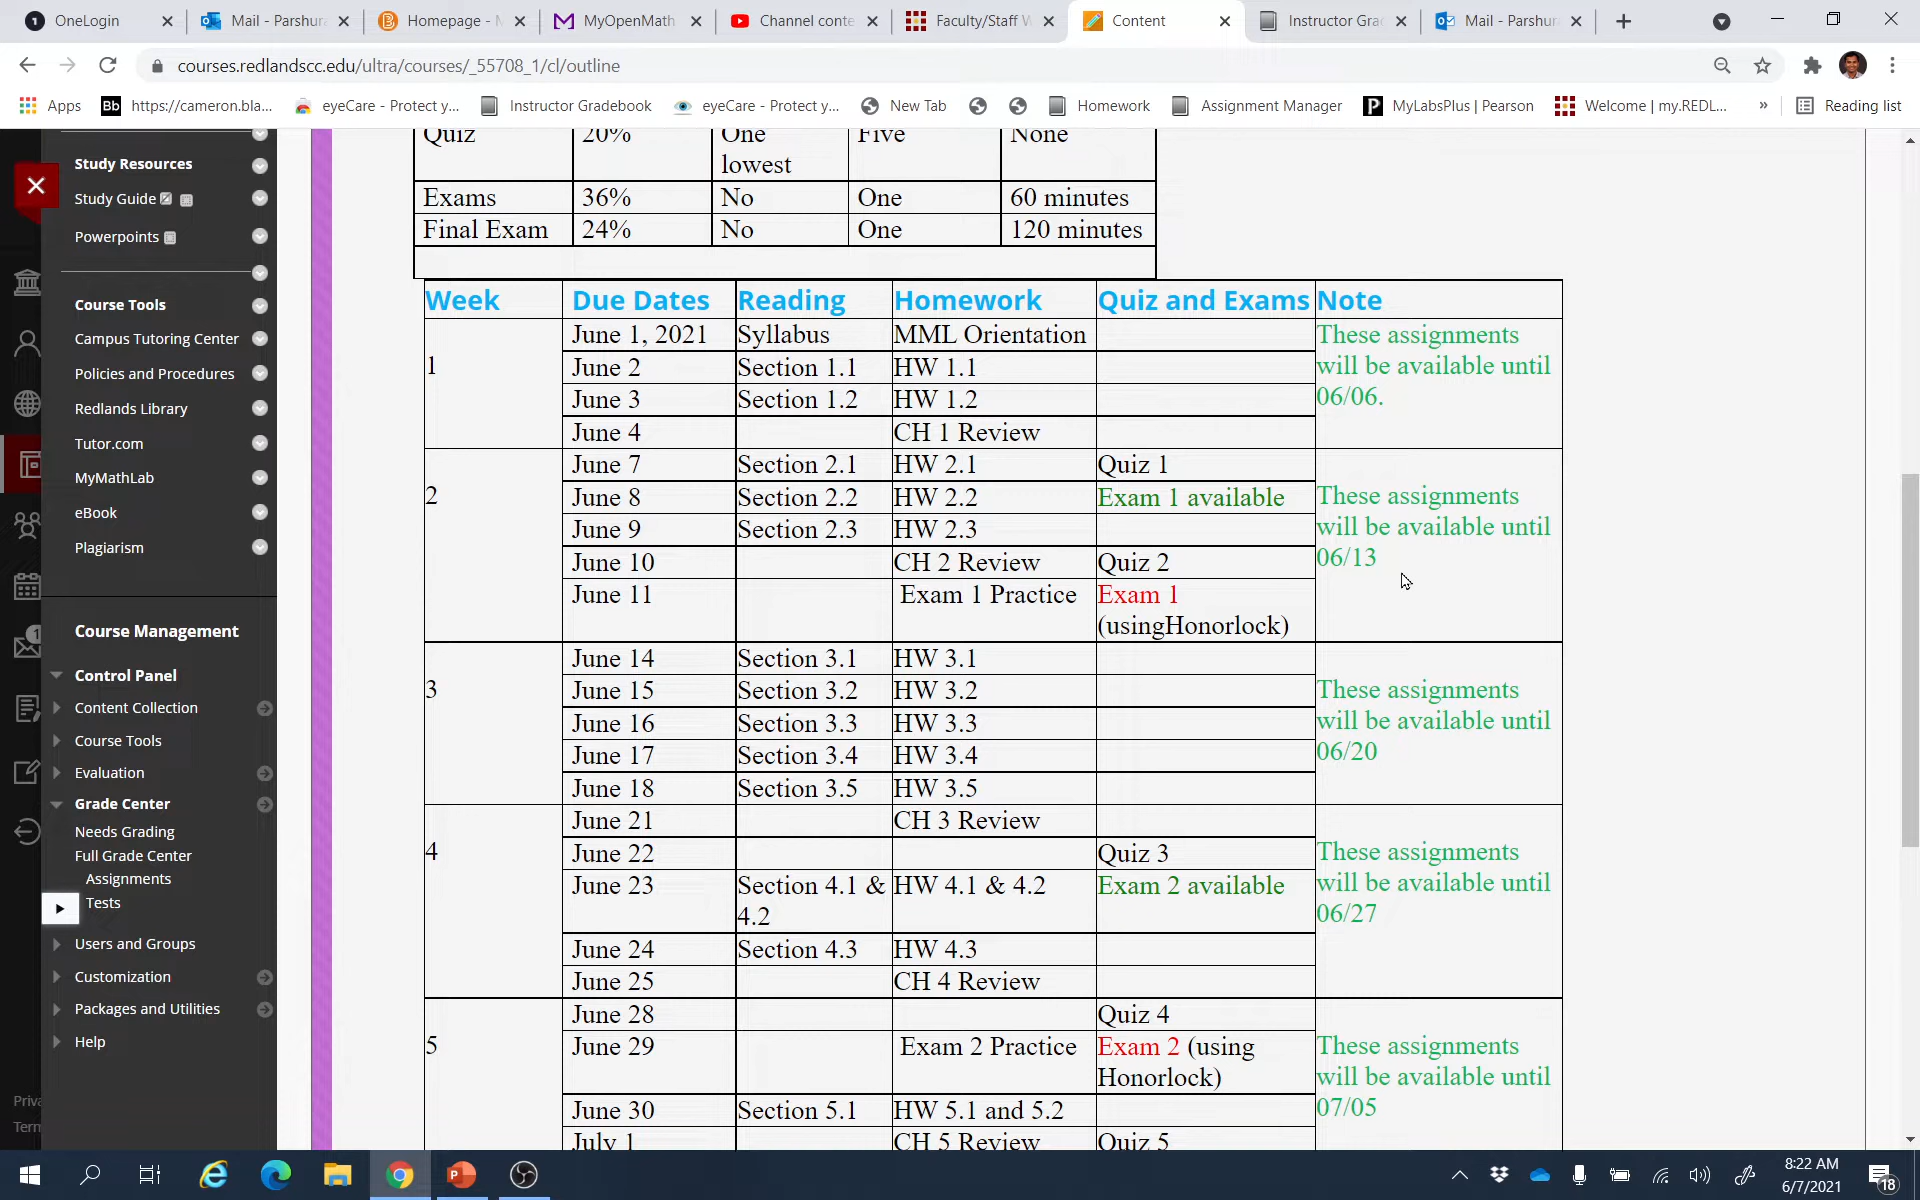 OneLogin
Mail - Parshura
Homepage - M
MyOpenMath
Channel conte
Faculty/Staff W
Content
Instructor Grad
Mail - Parshura
courses.redlandscc.edu/ultra/courses/_55708_1/cl/outline
Apps
Bb
https://cameron.bla...
eyeCare - Protect y...
Instructor Gradebook
eyeCare - Protect y...
New Tab
Homework
Assignment Manager
MyLabsPlus | Pearson
Welcome | my.REDL...
»
Reading list
Study Resources
Study Guide
Powerpoints
Course Tools
Campus Tutoring Center
Policies and Procedures
Redlands Library
Tutor.com
MyMathLab
eBook
Plagiarism
Course Management
Control Panel
Content Collection
Course Tools
Evaluation
Grade Center
Needs Grading
Full Grade Center
Assignments
Tests
Users and Groups
Customization
Packages and Utilities
Help
1
Priva
Term
Quiz 20% One lowest Five None
Exams 36% No One 60 minutes
Final Exam 24% No One 120 minutes
Week Due Dates Reading Homework Quiz and Exams Note
1
June 1, 2021 Syllabus MML Orientation
June 2 Section 1.1 HW 1.1
June 3 Section 1.2 HW 1.2
June 4 CH 1 Review
These assignments
will be available until
06/06.
2
June 7 Section 2.1 HW 2.1 Quiz 1
June 8 Section 2.2 HW 2.2 Exam 1 available
June 9 Section 2.3 HW 2.3
June 10 CH 2 Review Quiz 2
June 11 Exam 1 Practice Exam 1
(usingHonorlock)
These assignments
will be available until
06/13
3
June 14 Section 3.1 HW 3.1
June 15 Section 3.2 HW 3.2
June 16 Section 3.3 HW 3.3
June 17 Section 3.4 HW 3.4
June 18 Section 3.5 HW 3.5
These assignments
will be available until
06/20
4
June 21 CH 3 Review
June 22 Quiz 3
June 23 Section 4.1 & HW 4.1 & 4.2 Exam 2 available
4.2
June 24 Section 4.3 HW 4.3
June 25 CH 4 Review
These assignments
will be available until
06/27
5
June 28 Quiz 4
June 29 Exam 2 Practice Exam 2 (using
Honorlock)
June 30 Section 5.1 HW 5.1 and 5.2
July 1 CH 5 Review Quiz 5
These assignments
will be available until
07/05
8:22 AM
6/7/2021
18